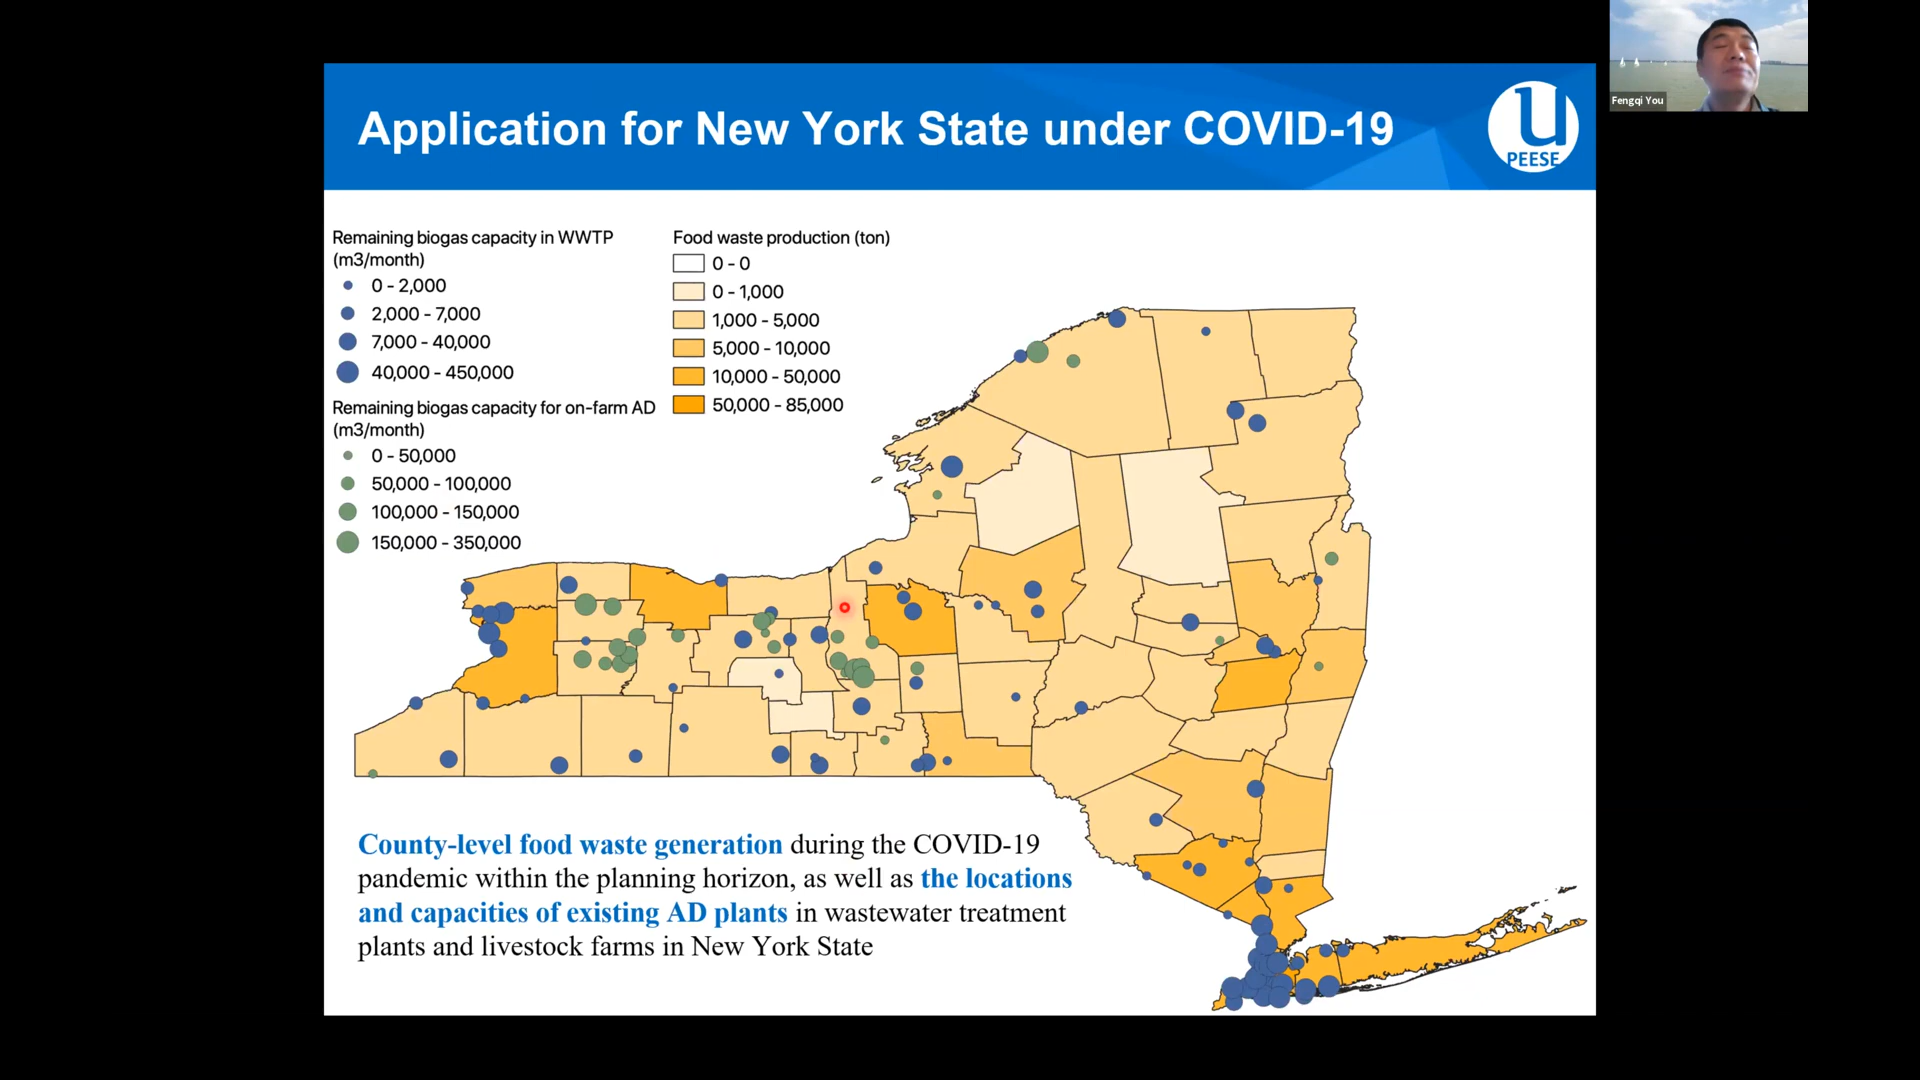 Application for New York State under COVID-19
U
PEESE
Fengqi You
Remaining biogas capacity in WWTP
(m3/month)
0 - 2,000
2,000 - 7,000
7,000 - 40,000
40,000 - 450,000
Remaining biogas capacity for on-farm AD
(m3/month)
0 - 50,000
50,000 - 100,000
100,000 - 150,000
150,000 - 350,000
Food waste production (ton)
0 - 0
0 - 1,000
1,000 - 5,000
5,000 - 10,000
10,000 - 50,000
50,000 - 85,000
County-level food waste generation during the COVID-19
pandemic within the planning horizon, as well as the locations
and capacities of existing AD plants in wastewater treatment
plants and livestock farms in New York State